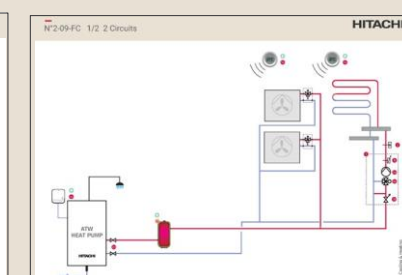 N°2-09-FC 1/2 2 Circuits
HITACHI
ATW
HEAT PUMP
HITACHI